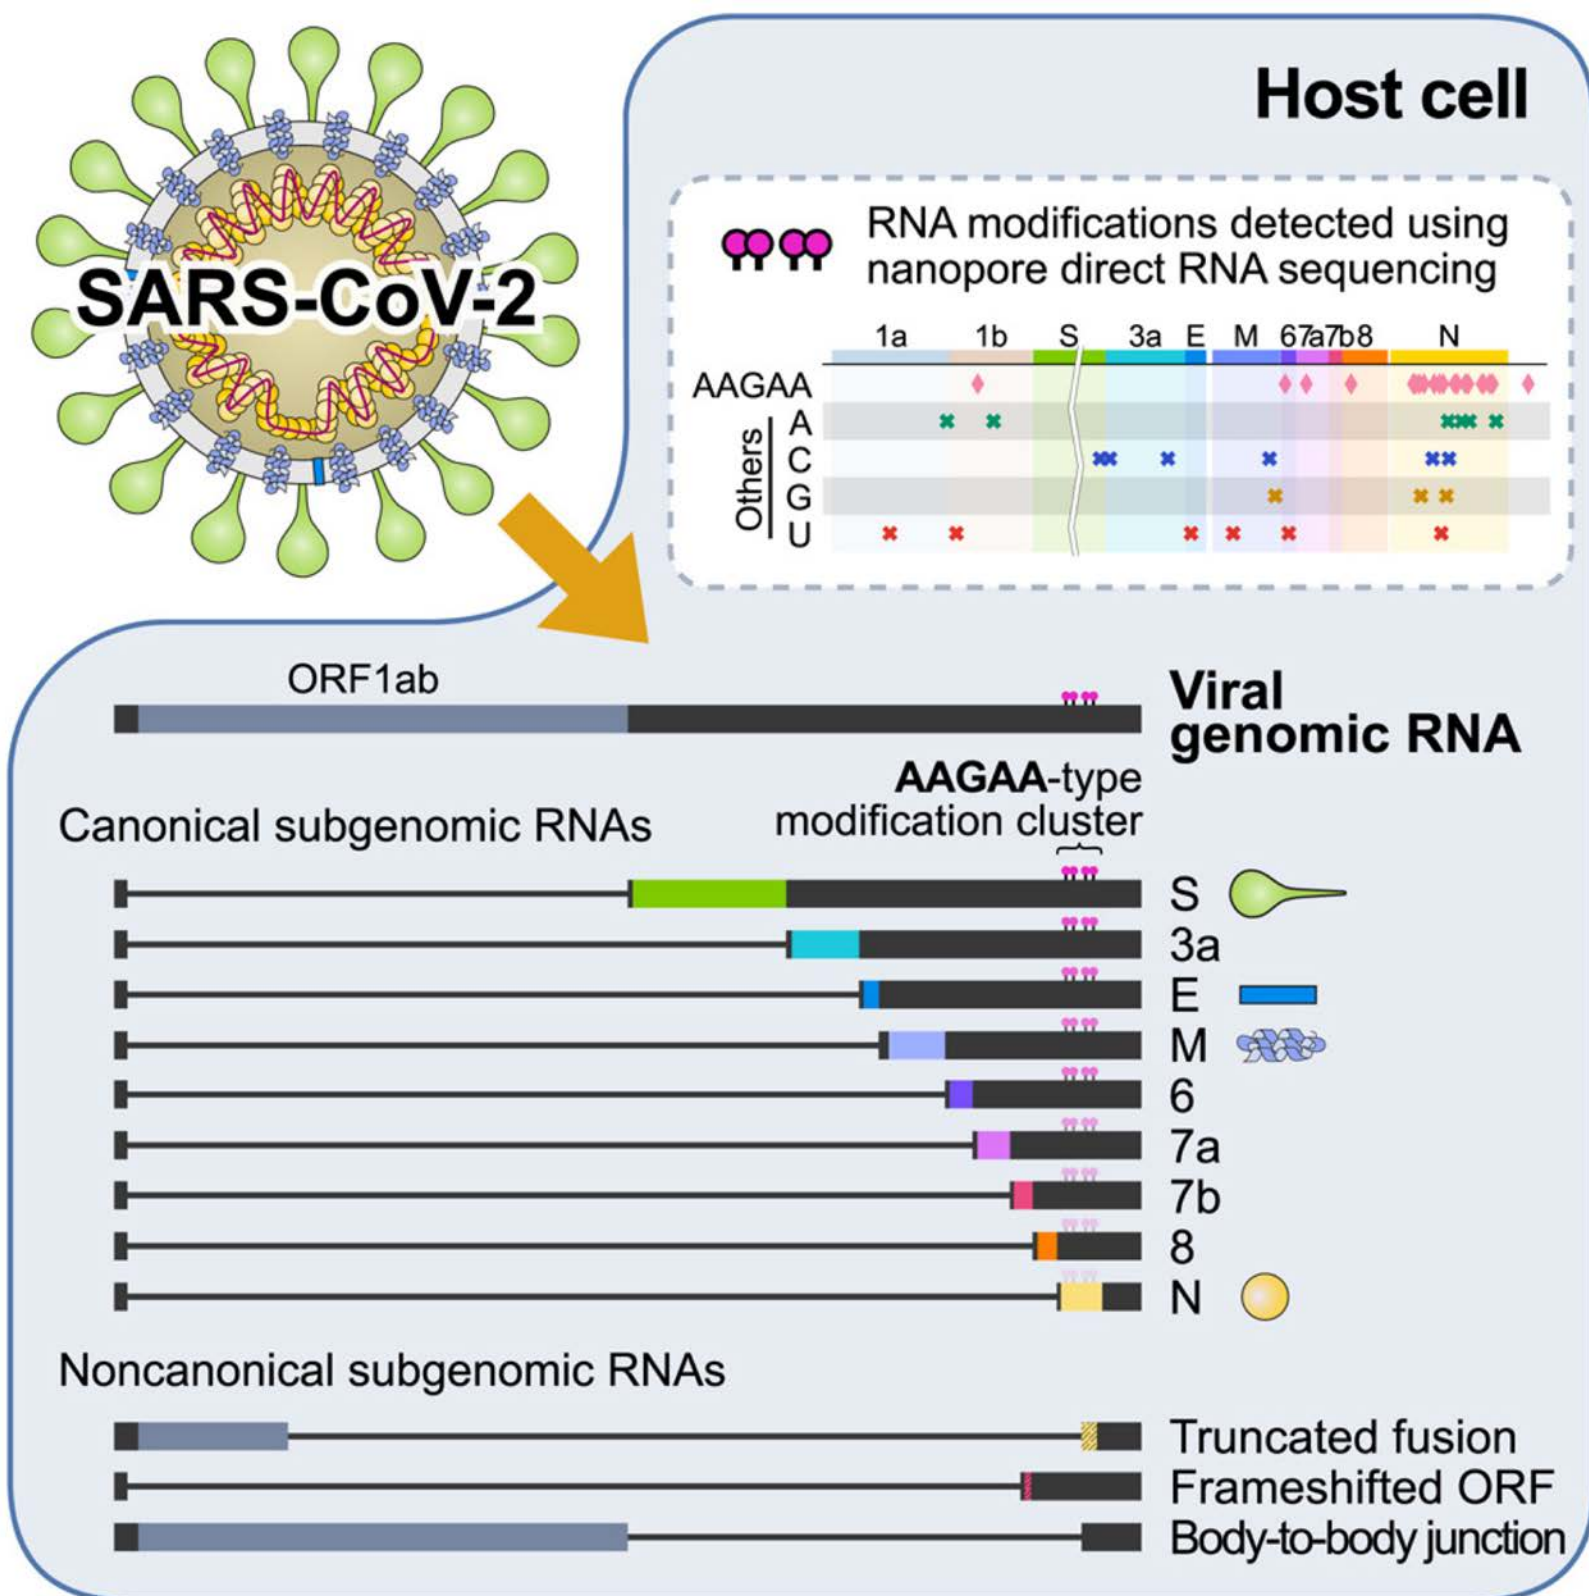 Host cell
SARS-CoV-2
RNA modifications detected using
nanopore direct RNA sequencing
1a 1b S 3a E M 6 7a 7b 8 N
AAGAA
Others
A
C
G
U
ORF1ab
Viral
genomic RNA
AAGAA-type
modification cluster
Canonical subgenomic RNAs
S
3a
E
M
6
7a
7b
8
N
Noncanonical subgenomic RNAs
Truncated fusion
Frameshifted ORF
Body-to-body junction